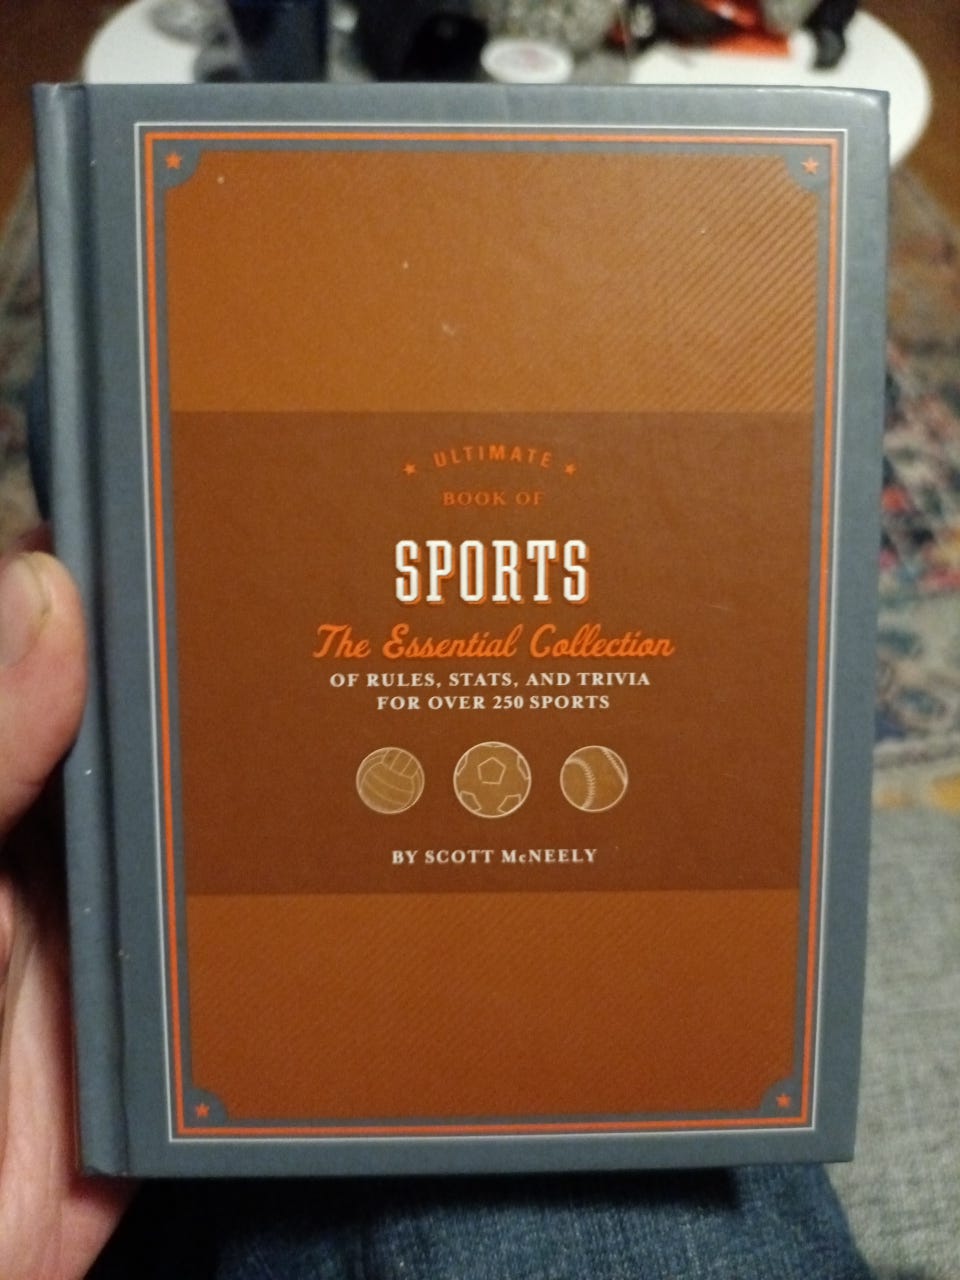 ULTIMATE
BOOK OF
SPORTS
The Essential Collection
OF RULES, STATS, AND TRIVIA
FOR OVER 250 SPORTS
BY SCOTT McNEELY